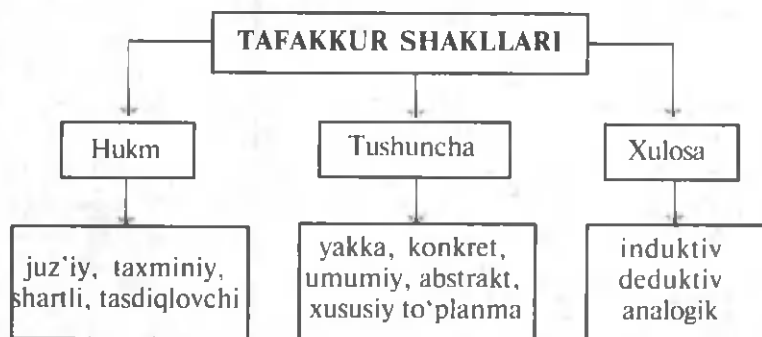 TAFAKKUR SHAKLLARI
Hukm
Tushuncha
Xulosa
juz'iy, taxminiy,
shartli, tasdiqlovchi
yakka, konkret,
umumiy, abstrakt,
xususiy to'planma
induktiv
deduktiv
analogik